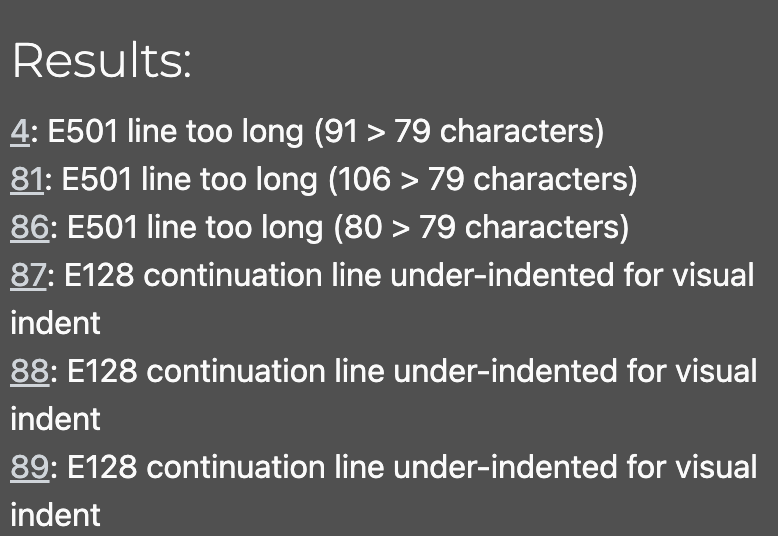 Results:
4: E501 line too long (91 > 79 characters)
81: E501 line too long (106 > 79 characters)
86: E501 line too long (80 > 79 characters)
87: E128 continuation line under-indented for visual
indent
88: E128 continuation line under-indented for visual
indent
89: E128 continuation line under-indented for visual
indent